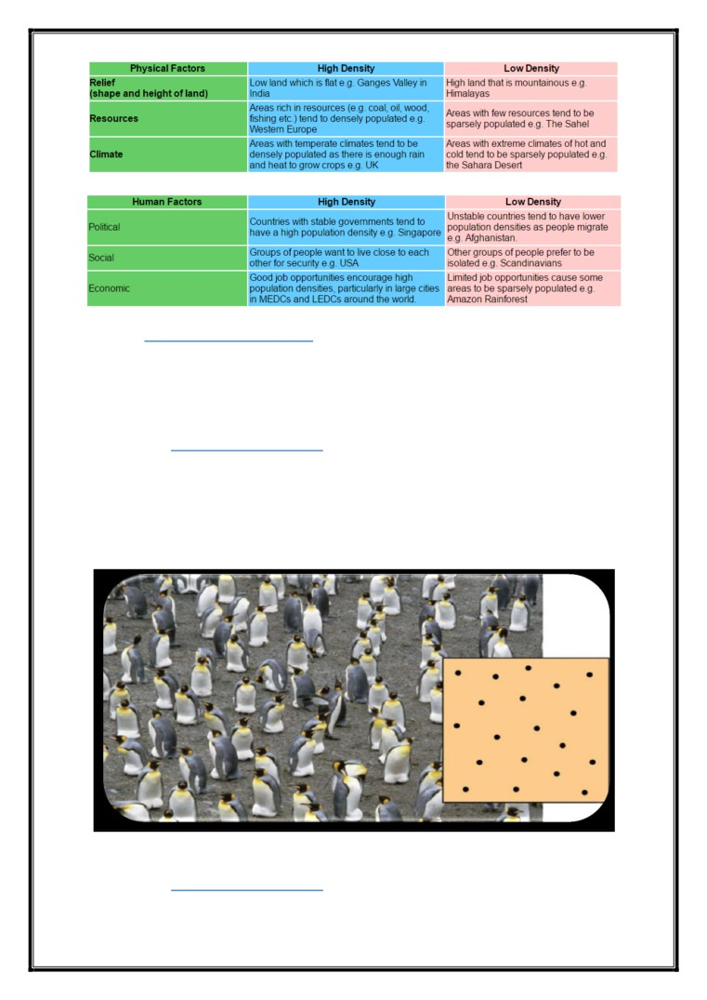 Physical Factors High Density Low Density
Relief
(shape and height of land)
Low land which is flat e.g. Ganges Valley in
India
High land that is mountainous e.g.
Himalayas
Resources
Areas rich in resources (e.g. coal, oil, wood,
fishing etc.) tend to densely populated e.g.
Western Europe
Areas with few resources tend to be
sparsely populated e.g. The Sahel
Climate
Areas with temperate climates tend to be
densely populated as there is enough rain
and heat to grow crops e.g. UK
Areas with extreme climates of hot and
cold tend to be sparsely populated e.g.
the Sahara Desert
Human Factors High Density Low Density
Political
Countries with stable governments tend to
have a high population density e.g. Singapore
Unstable countries tend to have lower
population densities as people migrate
e.g. Afghanistan.
Social
Groups of people want to live close to each
other for security e.g. USA
Other groups of people prefer to be
isolated e.g. Scandinavians
Economic
Good job opportunities encourage high
population densities, particularly in large cities
in MEDCs and LEDCs around the world.
Limited job opportunities cause some
areas to be sparsely populated e.g.
Amazon Rainforest